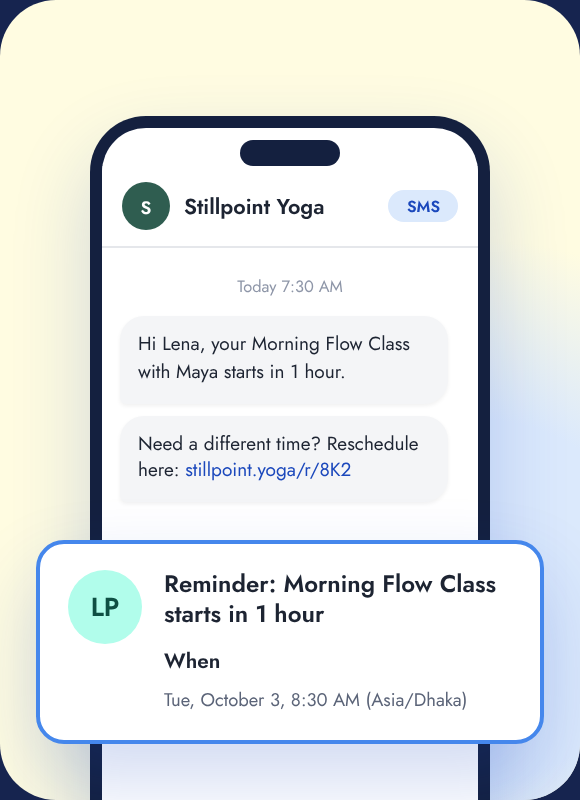 S
Stillpoint Yoga
SMS
Today 7:30 AM
Hi Lena, your Morning Flow Class
with Maya starts in 1 hour.
Need a different time? Reschedule
here: stillpoint.yoga/r/8K2
LP
Reminder: Morning Flow Class
starts in 1 hour
When
Tue, October 3, 8:30 AM (Asia/Dhaka)